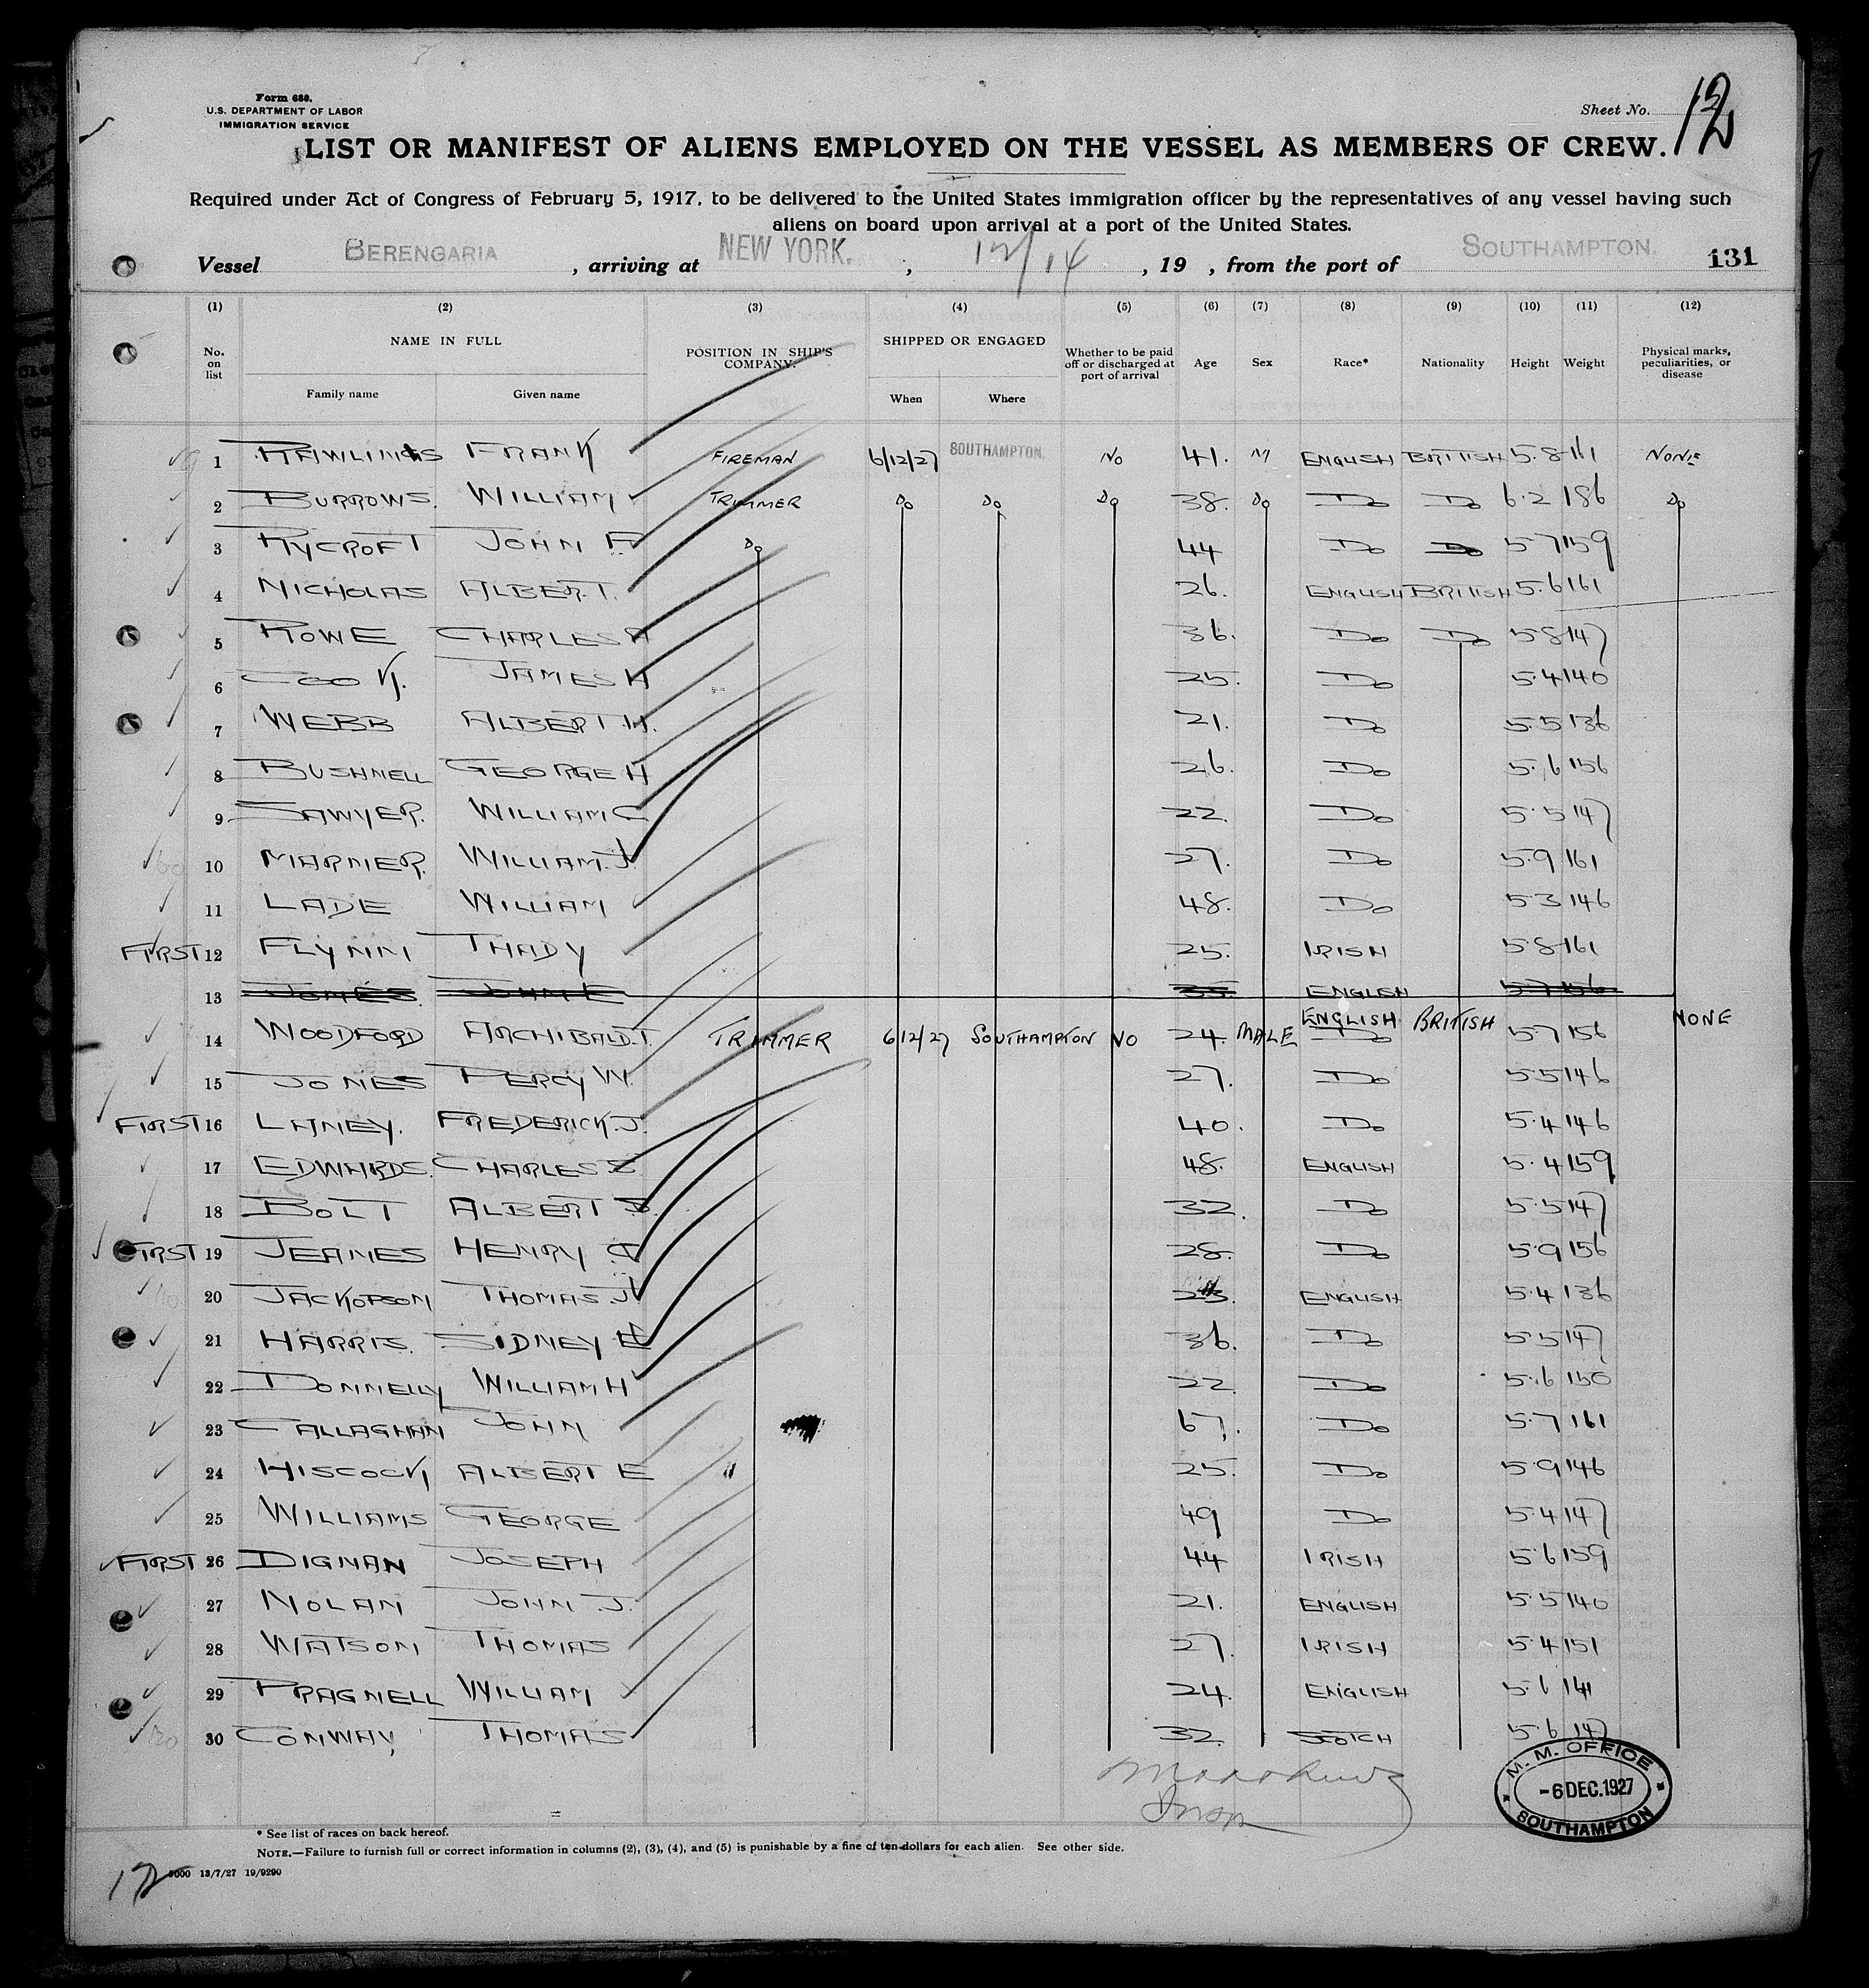 Form 680.
U.S. DEPARTMENT OF LABOR
IMMIGRATION SERVICE
Sheet No. 12
LIST OR MANIFEST OF ALIENS EMPLOYED ON THE VESSEL AS MEMBERS OF CREW.
Required under Act of Congress of February 5, 1917, to be delivered to the United States immigration officer by the representatives of any vessel having such
aliens on board upon arrival at a port of the United States.
Vessel BERENGARIA, arriving at NEW YORK. , 12/14, 19 , from the port of SOUTHAMPTON. 131
(1) (2) (3) (4) (5) (6) (7) (8) (9) (10) (11) (12)
No. on list NAME IN FULL Family name Given name POSITION IN SHIP'S COMPANY. SHIPPED OR ENGAGED When Where Whether to be paid off or discharged at port of arrival Age Sex Race* Nationality Height Weight Physical marks, peculiarities, or disease
1 RAWLINGS FRANK FIREMAN 6/12/27 SOUTHAMPTON. NO 41. M ENGLISH BRITISH 5.8 161 NONE
2 BURROWS. WILLIAM TRIMMER Do Do Do 38. Do Do Do 6.2 186 Do
3 RYCROFT JOHN F. Do 44 Do Do 5 7 159
4 NICHOLAS ALBERT. 26. ENGLISH BRITISH 5.6 161
5 ROWE CHARLES A 36. Do Do 5 8 147
6 COOK. JAMES H 25. Do 5.4 140
7 WEBB ALBERT H. 21. Do 5.5 136
8 BUSHNELL GEORGE H 26. Do 5.6 156
9 SAWYER. WILLIAM C 22. Do 5.5 147
10 MARNER. WILLIAM.J. 27. Do 5.9 161
11 LADE WILLIAM 48. Do 5 3 146
FIRST 12 FLYNN THADY 25. IRISH 5.8 161
13 JONES. JOHN E 35 ENGLISH 5.7 156
14 WOODFORD ARCHIBALD.T. TRIMMER 6/12/27 SOUTHAMPTON NO 24. MALE ENGLISH Do BRITISH 5.7 156 NONE
15 JONES PERCY W. 27. Do 5.5 146
FIRST 16 LANEY. FREDERICK.J. 40. Do 5.4 146
17 EDWARDS. CHARLES E. 48. ENGLISH 5.4 159
18 BOLT ALBERT J. 32. Do 5.5 147
FIRST 19 JEANES HENRY C 28. Do 5.9 156
20 THOMAS.J. ENGLISH 5.4 136
21 HARRIS. SIDNEY E 36. Do 5.5 147
22 DONNELLY WILLIAM H 22 Do 5.6 150
23 CALLAGHAN JOHN 67. Do 5.7 161
24 HISCOCK ALBERT E 25. Do 5.9 146
25 WILLIAMS GEORGE 49 Do 5.4 147
FIRST 26 DIGNAN JOSEPH 44 IRISH 5.6 159
27 NOLAN JOHN J. 21. ENGLISH 5.5 140
28 WATSON THOMAS 27. IRISH 5.4 151
29 PRAGNELL WILLIAM 24. ENGLISH 5.6 141
30 CONWAY THOMAS 32. SCOTCH 5.6 147
M. M. OFFICE
-6 DEC.1927
SOUTHAMPTON
* See list of races on back hereof.
NOTE.—Failure to furnish full or correct information in columns (2), (3), (4), and (5) is punishable by a fine of ten dollars for each alien. See other side.
12 5000 13/7/27 19/9290